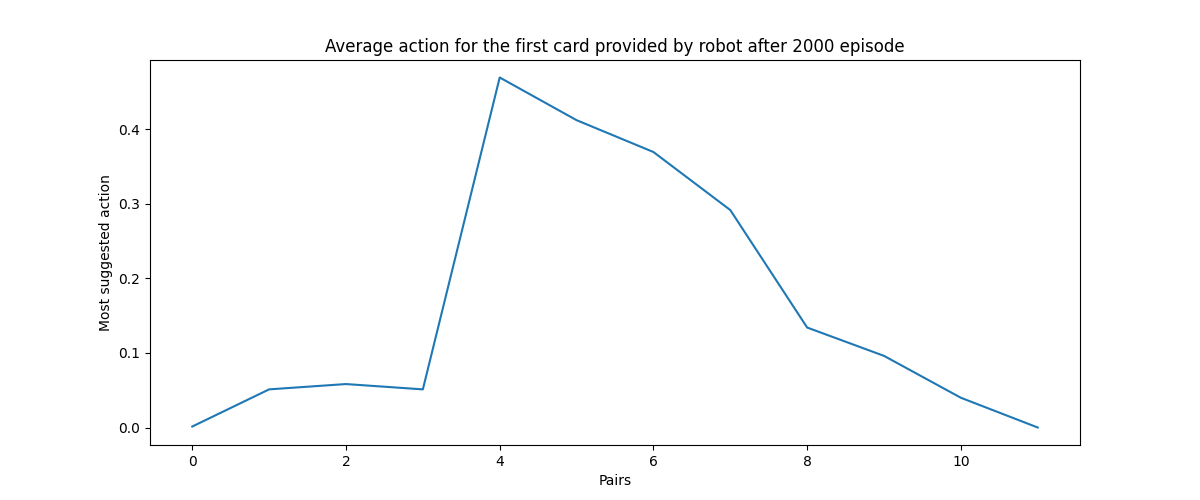 Average action for the first card provided by robot after 2000 episode
Most suggested action
0.4
0.3
0.2
0.1
0.0
0 2 4 6 8 10
Pairs